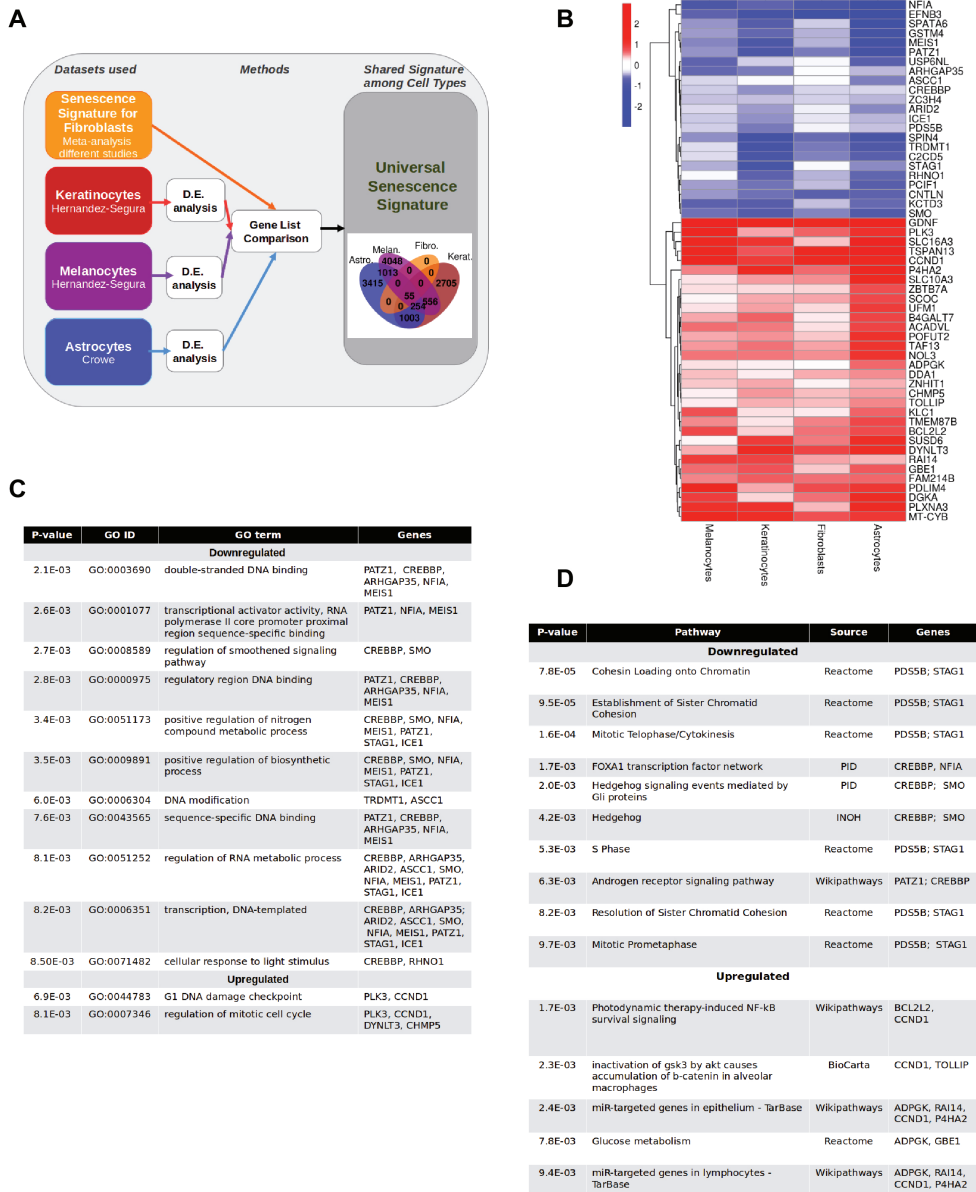 A
Datasets used
Methods
Shared Signature
among Cell Types
Senescence
Signature for
Fibroblasts
Meta-analysis
different studies
Keratinocytes
Hernandez-Segura
D.E.
analysis
Melanocytes
Hernandez-Segura
D.E.
analysis
Astrocytes
Crowe
D.E.
analysis
Gene List
Comparison
Universal
Senescence
Signature
Melan.
Fibro.
Astro.
Kerat.
4048
0
1013
0
0
3415
0
0
2705
55
0
0
254
556
1003
B
2
1
0
-1
-2
NFIA
EFNB3
SPATA6
GSTM4
MEIS1
PATZ1
USP6NL
ARHGAP35
ASCC1
CREBBP
ZC3H4
ARID2
ICE1
PDS5B
SPIN4
TRDMT1
C2CD5
STAG1
RHNO1
PCIF1
CNTLN
KCTD3
SMO
GDNF
PLK3
SLC16A3
TSPAN13
CCND1
P4HA2
SLC10A3
ZBTB7A
SCOC
UFM1
B4GALT7
ACADVL
POFUT2
TAF13
NOL3
ADPGK
DDA1
ZNHIT1
CHMP5
TOLLIP
KLC1
TMEM87B
BCL2L2
SUSD6
DYNLT3
RAI14
GBE1
FAM214B
PDLIM4
DGKA
PLXNA3
MT-CYB
Melanocytes
Keratinocytes
Fibroblasts
Astrocytes
C
P-value GO ID GO term Genes
Downregulated
2.1E-03 GO:0003690 double-stranded DNA binding PATZ1, CREBBP,
ARHGAP35, NFIA,
MEIS1
2.6E-03 GO:0001077 transcriptional activator activity, RNA PATZ1, NFIA, MEIS1
polymerase II core promoter proximal
region sequence-specific binding
2.7E-03 GO:0008589 regulation of smoothened signaling CREBBP, SMO
pathway
2.8E-03 GO:0000975 regulatory region DNA binding PATZ1, CREBBP,
ARHGAP35, NFIA,
MEIS1
3.4E-03 GO:0051173 positive regulation of nitrogen CREBBP, SMO, NFIA,
compound metabolic process MEIS1, PATZ1,
STAG1, ICE1
3.5E-03 GO:0009891 positive regulation of biosynthetic CREBBP, SMO, NFIA,
process MEIS1, PATZ1,
STAG1, ICE1
6.0E-03 GO:0006304 DNA modification TRDMT1, ASCC1
7.6E-03 GO:0043565 sequence-specific DNA binding PATZ1, CREBBP,
ARHGAP35, NFIA,
MEIS1
8.1E-03 GO:0051252 regulation of RNA metabolic process CREBBP, ARHGAP35,
ARID2, ASCC1, SMO,
NFIA, MEIS1, PATZ1,
STAG1, ICE1
8.2E-03 GO:0006351 transcription, DNA-templated CREBBP, ARHGAP35;
ARID2, ASCC1, SMO,
NFIA, MEIS1, PATZ1,
STAG1, ICE1
8.50E-03 GO:0071482 cellular response to light stimulus CREBBP, RHNO1
Upregulated
6.9E-03 GO:0044783 G1 DNA damage checkpoint PLK3, CCND1
8.1E-03 GO:0007346 regulation of mitotic cell cycle PLK3, CCND1,
DYNLT3, CHMP5
D
P-value Pathway Source Genes
Downregulated
7.8E-05 Cohesin Loading onto Chromatin Reactome PDS5B; STAG1
9.5E-05 Establishment of Sister Chromatid Reactome PDS5B; STAG1
Cohesion
1.6E-04 Mitotic Telophase/Cytokinesis Reactome PDS5B; STAG1
1.7E-03 FOXA1 transcription factor network PID CREBBP, NFIA
2.0E-03 Hedgehog signaling events mediated by PID CREBBP; SMO
Gli proteins
4.2E-03 Hedgehog INOH CREBBP; SMO
5.3E-03 S Phase Reactome PDS5B; STAG1
6.3E-03 Androgen receptor signaling pathway Wikipathways PATZ1; CREBBP
8.2E-03 Resolution of Sister Chromatid Cohesion Reactome PDS5B; STAG1
9.7E-03 Mitotic Prometaphase Reactome PDS5B; STAG1
Upregulated
1.7E-03 Photodynamic therapy-induced NF-kB Wikipathways BCL2L2,
survival signaling CCND1
2.3E-03 inactivation of gsk3 by akt causes BioCarta CCND1, TOLLIP
accumulation of b-catenin in alveolar
macrophages
2.4E-03 miR-targeted genes in epithelium - TarBase Wikipathways ADPGK, RAI14,
CCND1, P4HA2
7.8E-03 Glucose metabolism Reactome ADPGK, GBE1
9.4E-03 miR-targeted genes in lymphocytes - Wikipathways ADPGK, RAI14,
TarBase CCND1, P4HA2